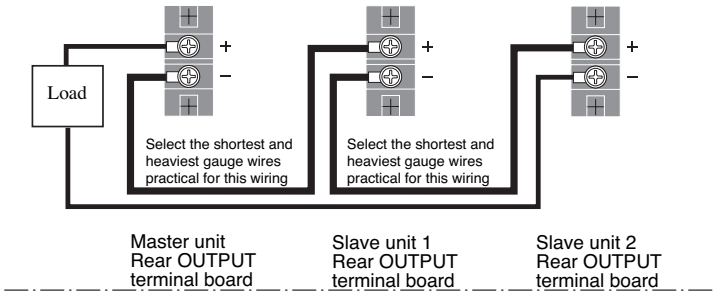 +
−
+
−
+
−
Load
Select the shortest and
heaviest gauge wires
practical for this wiring
Select the shortest and
heaviest gauge wires
practical for this wiring
Master unit
Rear OUTPUT
terminal board
Slave unit 1
Rear OUTPUT
terminal board
Slave unit 2
Rear OUTPUT
terminal board